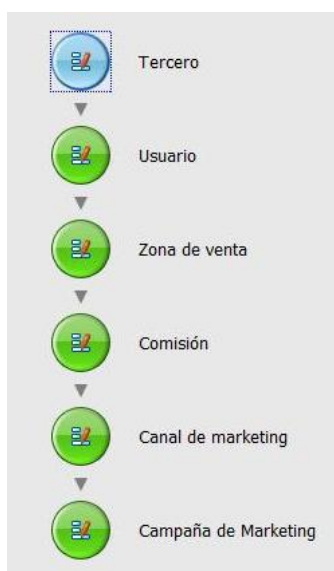 Tercero
Usuario
Zona de venta
Comisión
Canal de marketing
Campaña de Marketing